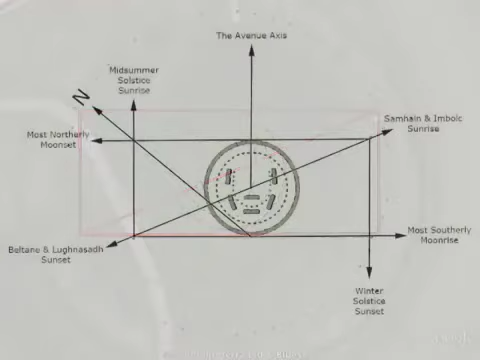 The Avenue Axis
Midsummer
Solstice
Sunrise
N
Samhain & Imbolc
Sunrise
Most Northerly
Moonset
Beltane & Lughnasadh
Sunset
Most Southerly
Moonrise
Winter
Solstice
Sunset